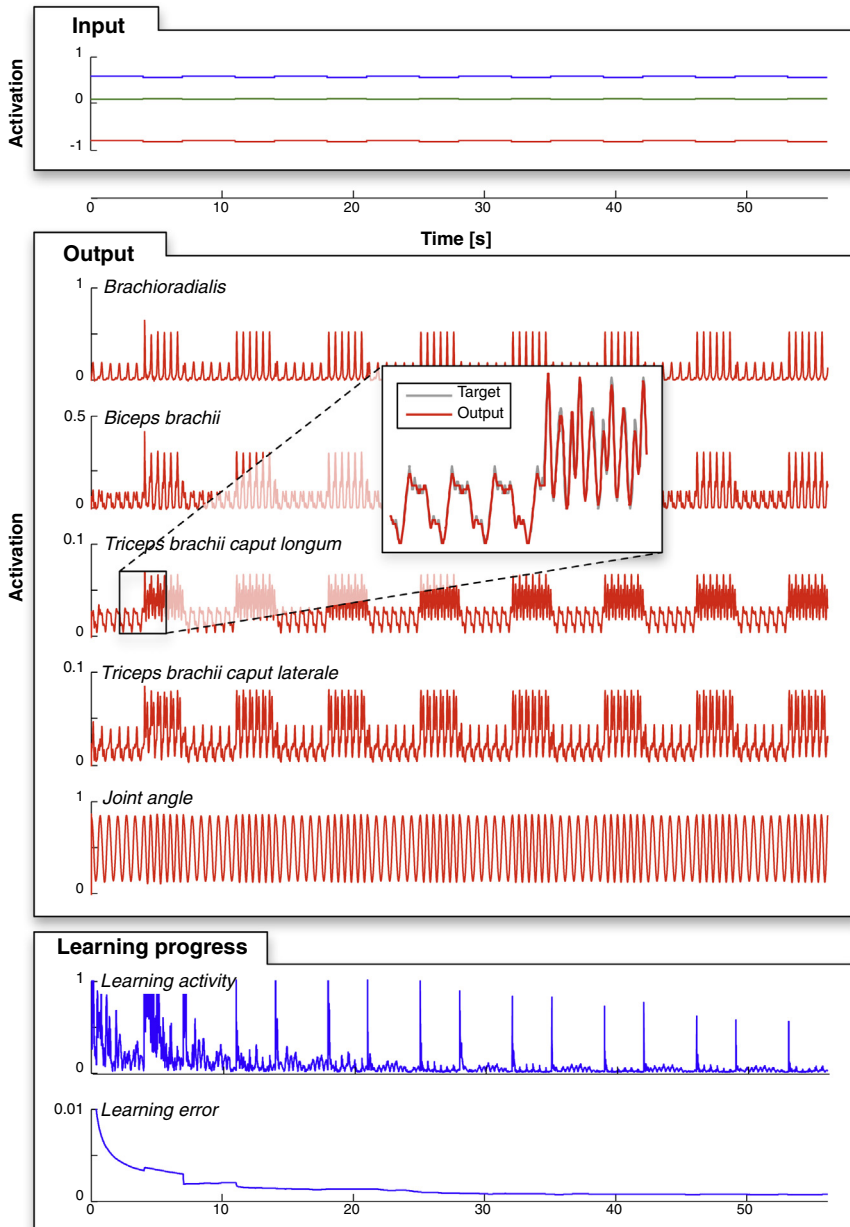 Input
Activation
1
0
-1
0 10 20 30 40 50
Time [s]
Output
Activation
Brachioradialis
1
0
Target
Output
Biceps brachii
0.5
0
Triceps brachii caput longum
0.1
0
Triceps brachii caput laterale
0.1
0
Joint angle
1
0
Learning progress
Learning activity
1
0
Learning error
0.01
0
0 10 20 30 40 50